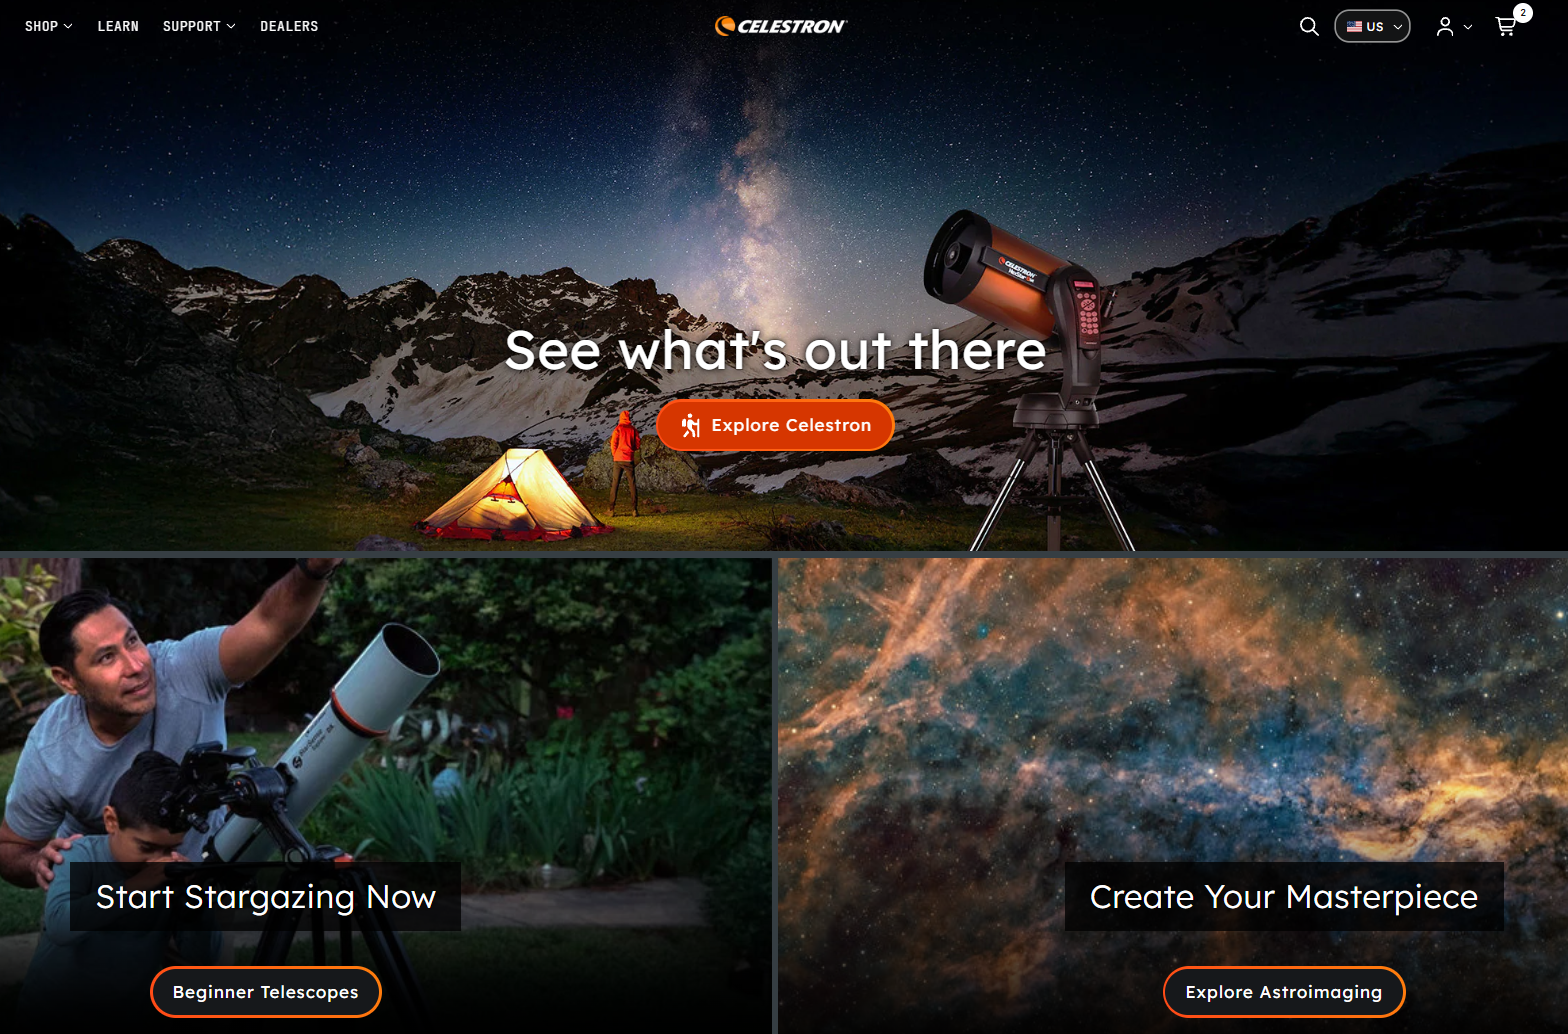 SHOP
LEARN
SUPPORT
DEALERS
CELESTRON
US
2
CELESTRON
See what's out there
Explore Celestron
Start Stargazing Now
Create Your Masterpiece
Beginner Telescopes
Explore Astroimaging